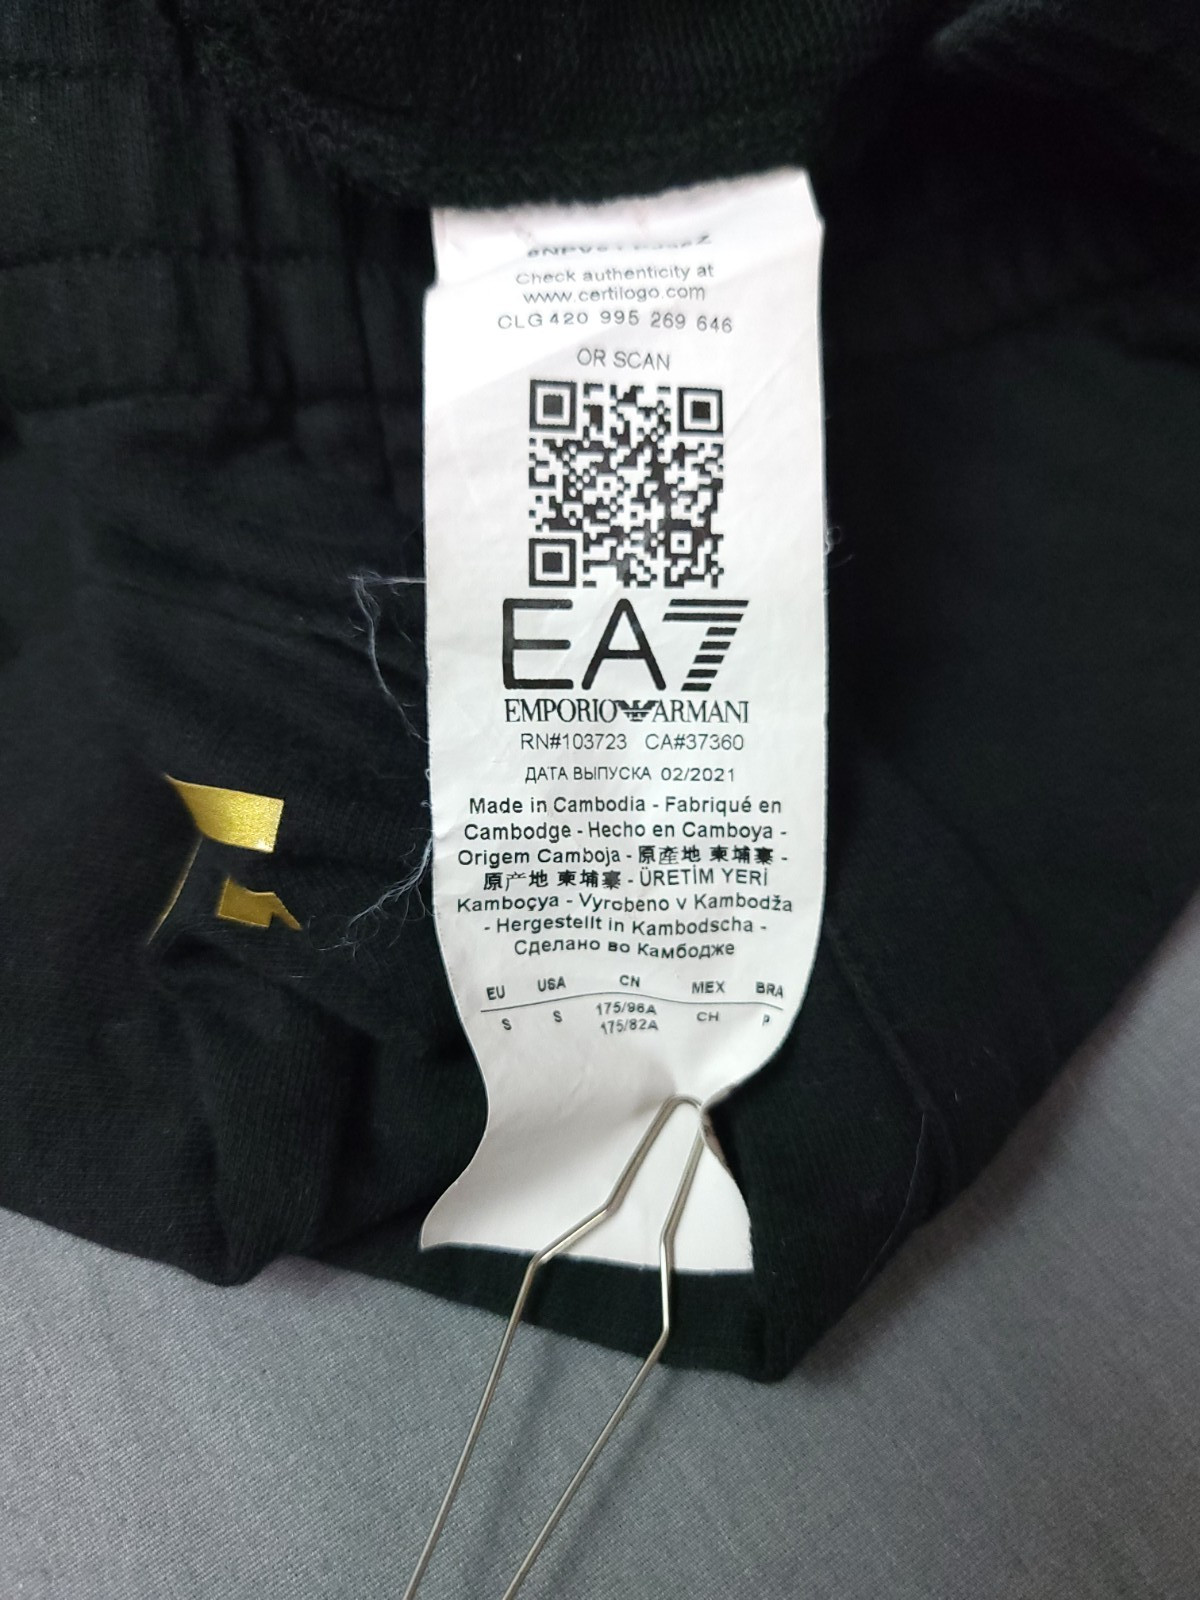 Check authenticity at
www.certilogo.com
CLG 420 995 269 646
OR SCAN
EA7
EMPORIO ARMANI
RN#103723 CA#37360
ДАТА ВЫПУСКА 02/2021
Made in Cambodia - Fabriqué en
Cambodge - Hecho en Camboya -
Origem Camboja - 原產地 柬埔寨 -
原产地 柬埔寨 - ÜRETİM YERİ
Kamboçya - Vyrobeno v Kambodža
- Hergestellt in Kambodscha -
Сделано во Камбодже
EU USA CN MEX BRA
S S 175/96A CH P
175/82A